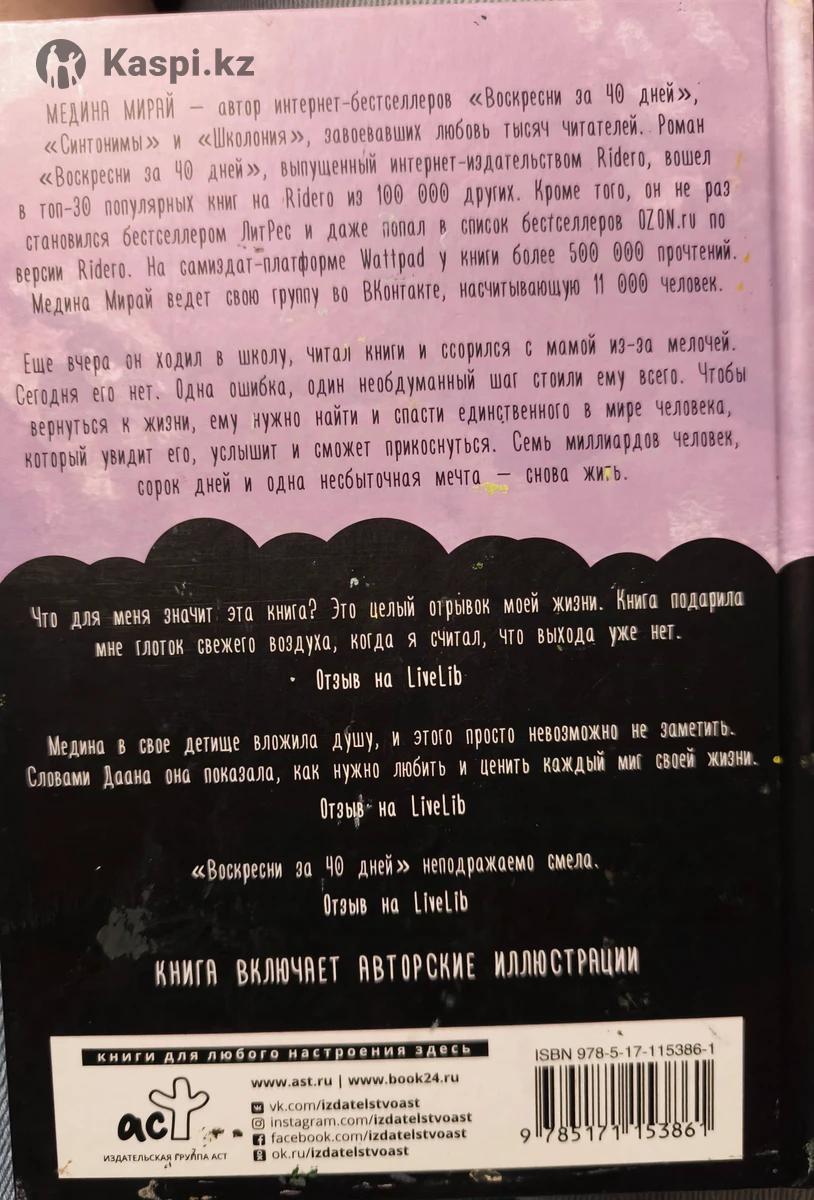 Kaspi.kz
МЕДИНА МИРАЙ — автор интернет-бестселлеров «Воскресни за 40 дней»,
«Синтонимы» и «Школония», завоевавших любовь тысяч читателей. Роман
«Воскресни за 40 дней», выпущенный интернет-издательством Ridero, вошел
в топ-30 популярных книг на Ridero из 100 000 других. Кроме того, он не раз
становился бестселлером ЛитРес и даже попал в список бестселлеров OZON.ru по
версии Ridero. На самиздат-платформе Wattpad у книги более 500 000 прочтений.
Медина Мирай ведет свою группу во ВКонтакте, насчитывающую 11 000 человек.
Еще вчера он ходил в школу, читал книги и ссорился с мамой из-за мелочей.
Сегодня его нет. Одна ошибка, один необдуманный шаг стоили ему всего. Чтобы
вернуться к жизни, ему нужно найти и спасти единственного в мире человека,
который увидит его, услышит и сможет прикоснуться. Семь миллиардов человек,
сорок дней и одна несбыточная мечта — снова жить.
Что для меня значит эта книга? Это целый отрывок моей жизни. Книга подарила
мне глоток свежего воздуха, когда я считал, что выхода уже нет.
Отзыв на LiveLib
Медина в свое детище вложила душу, и этого просто невозможно не заметить.
Словами Даана она показала, как нужно любить и ценить каждый миг своей жизни.
Отзыв на LiveLib
«Воскресни за 40 дней» неподражаемо смела.
Отзыв на LiveLib
КНИГА ВКЛЮЧАЕТ АВТОРСКИЕ ИЛЛЮСТРАЦИИ
книги для любого настроения здесь
ISBN 978-5-17-115386-1
www.ast.ru | www.book24.ru
vk.com/izdatelstvoast
instagram.com/izdatelstvoast
facebook.com/izdatelstvoast
ok.ru/izdatelstvoast
аст
ИЗДАТЕЛЬСКАЯ ГРУППА АСТ
9 785171 153861